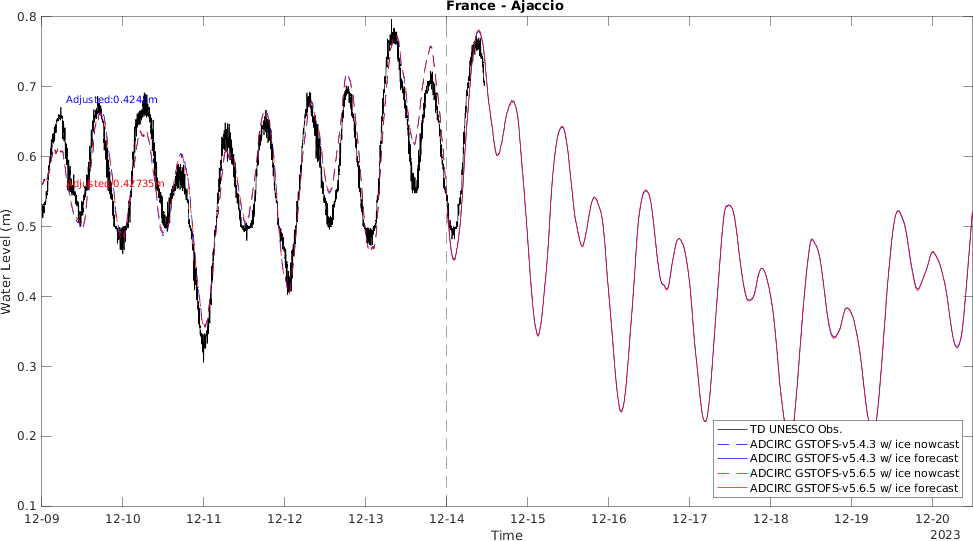 France - Ajaccio
0.8
0.7
0.6
0.5
0.4
0.3
0.2
0.1
Water Level (m)
Adjusted:0.424 m
Adjusted:0.42735m
TD UNESCO Obs.
ADCIRC GSTOFS-v5.4.3 w/ ice nowcast
ADCIRC GSTOFS-v5.4.3 w/ ice forecast
ADCIRC GSTOFS-v5.6.5 w/ ice nowcast
ADCIRC GSTOFS-v5.6.5 w/ ice forecast
12-09 12-10 12-11 12-12 12-13 12-14 12-15 12-16 12-17 12-18 12-19 12-20
2023
Time